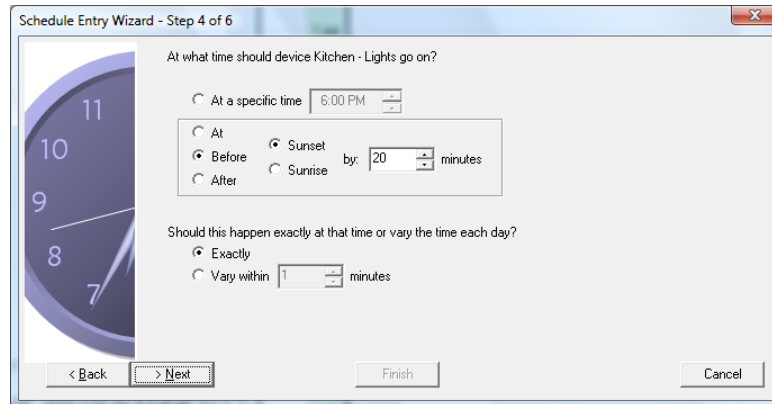 Schedule Entry Wizard - Step 4 of 6
At what time should device Kitchen - Lights go on?
At a specific time 6:00 PM
At
Before
After
Sunset
Sunrise
by: 20 minutes
Should this happen exactly at that time or vary the time each day?
Exactly
Vary within 1 minutes
11
10
9
8
7
< Back
> Next
Finish
Cancel